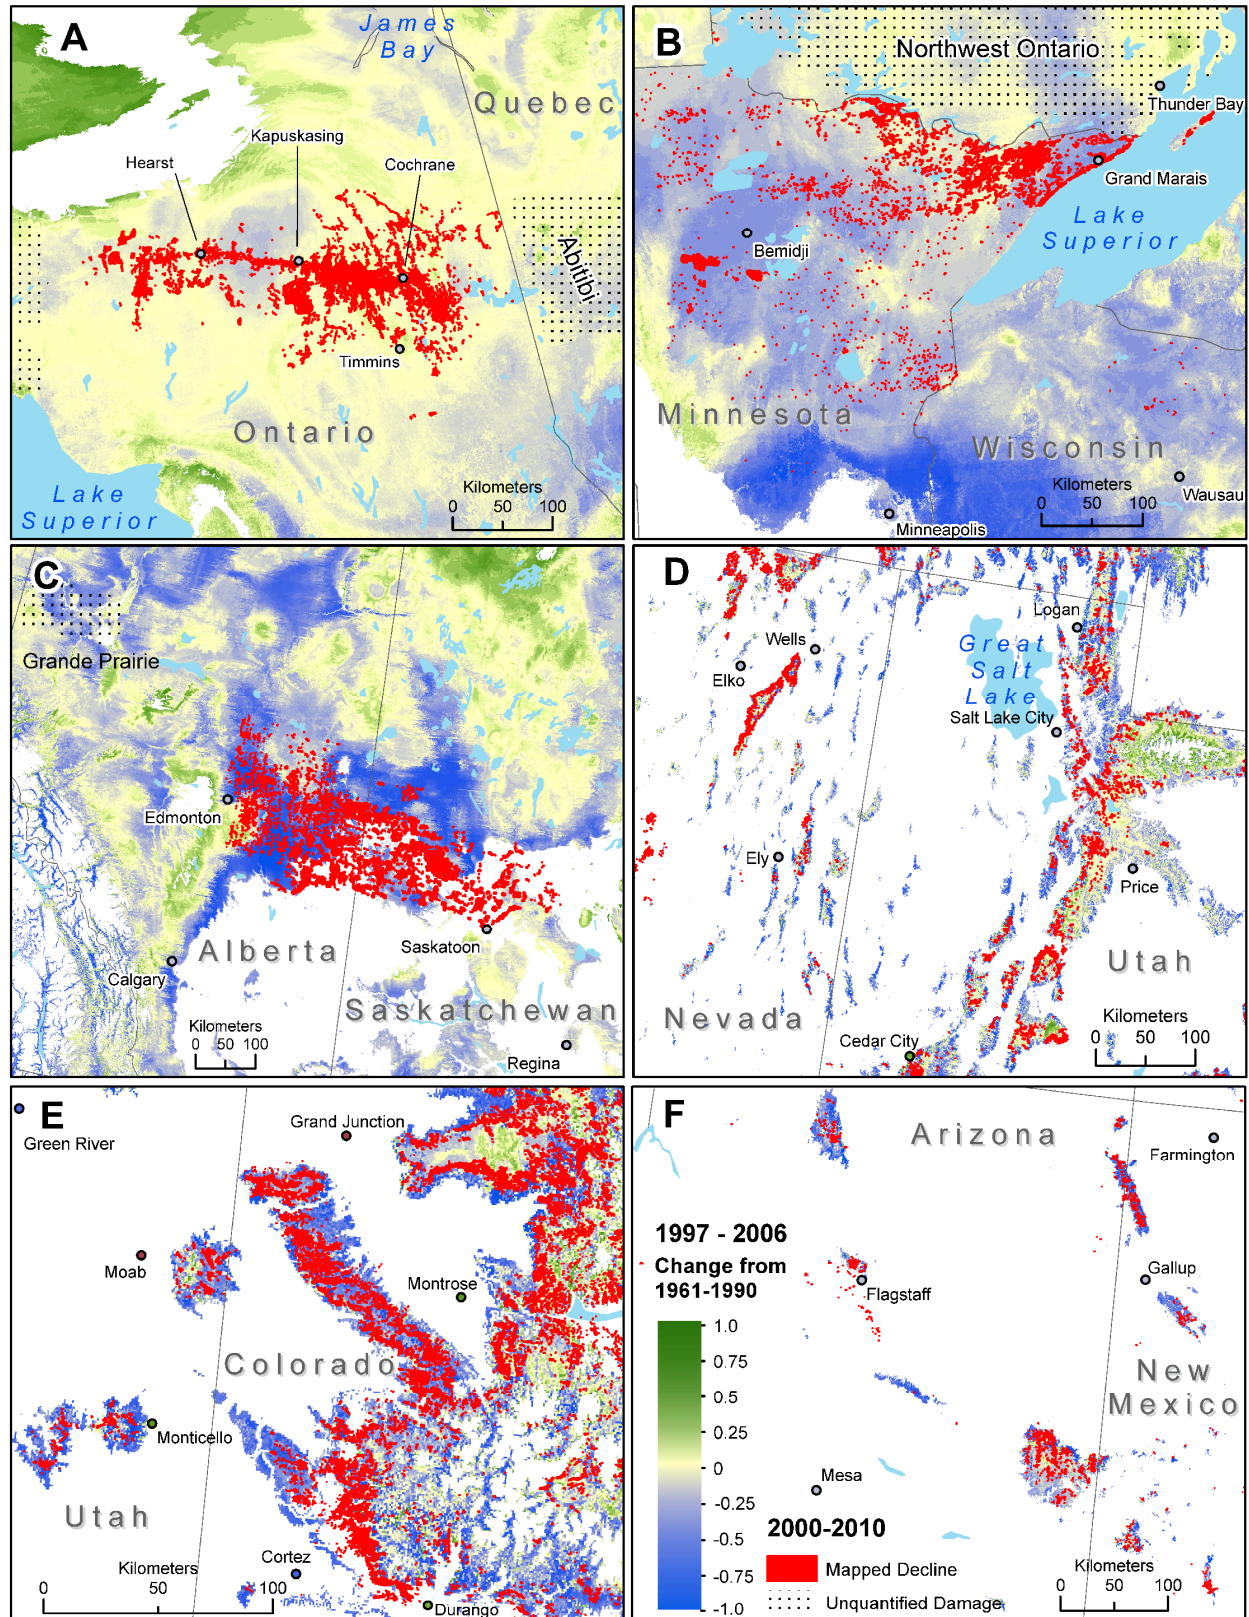 A
James
Bay
Quebec
Kapuskasing
Hearst
Cochrane
Abitibi
Timmins
Ontario
Lake
Superior
Kilometers
0 50 100
B
Northwest Ontario
Thunder Bay
Grand Marais
Lake
Superior
Bemidji
Minnesota
Wisconsin
Kilometers
0 50 100
Wausau
Minneapolis
C
Grande Prairie
Edmonton
Saskatoon
Alberta
Calgary
Saskatchewan
Kilometers
0 50 100
Regina
D
Logan
Wells
Great
Salt
Lake
Elko
Salt Lake City
Ely
Price
Utah
Nevada
Kilometers
0 50 100
Cedar City
E
Grand Junction
Green River
Moab
Montrose
Colorado
Monticello
Utah
Cortez
Kilometers
0 50 100
Durango
F
Arizona
Farmington
1997 - 2006
Change from
1961-1990
Gallup
Flagstaff
1.0
0.75
0.5
0.25
0
-0.25
-0.5
-0.75
-1.0
New
Mexico
Mesa
2000-2010
Mapped Decline
Unquantified Damage
Kilometers
0 50 100